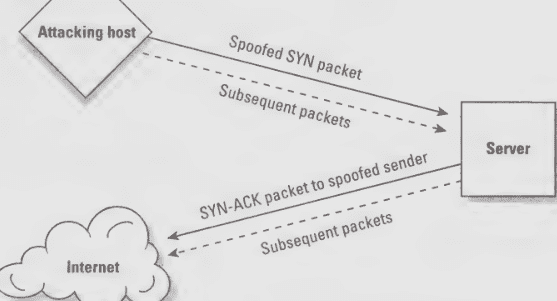 Attacking host
Spoofed SYN packet
Subsequent packets
Server
SYN-ACK packet to spoofed sender
Subsequent packets
Internet